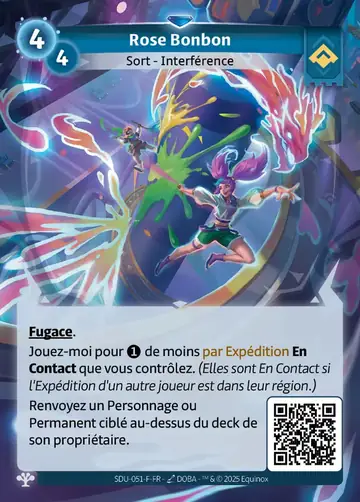 4
4
Rose Bonbon
Sort - Interférence
Fugace.
Jouez-moi pour 1 de moins par Expédition En
Contact que vous contrôlez. (Elles sont En Contact si
l'Expédition d'un autre joueur est dans leur région.)
Renvoyez un Personnage ou
Permanent ciblé au-dessus du deck de
son propriétaire.
SDU-051-F-FR - DOBA - ™ & © 2025 Equinox